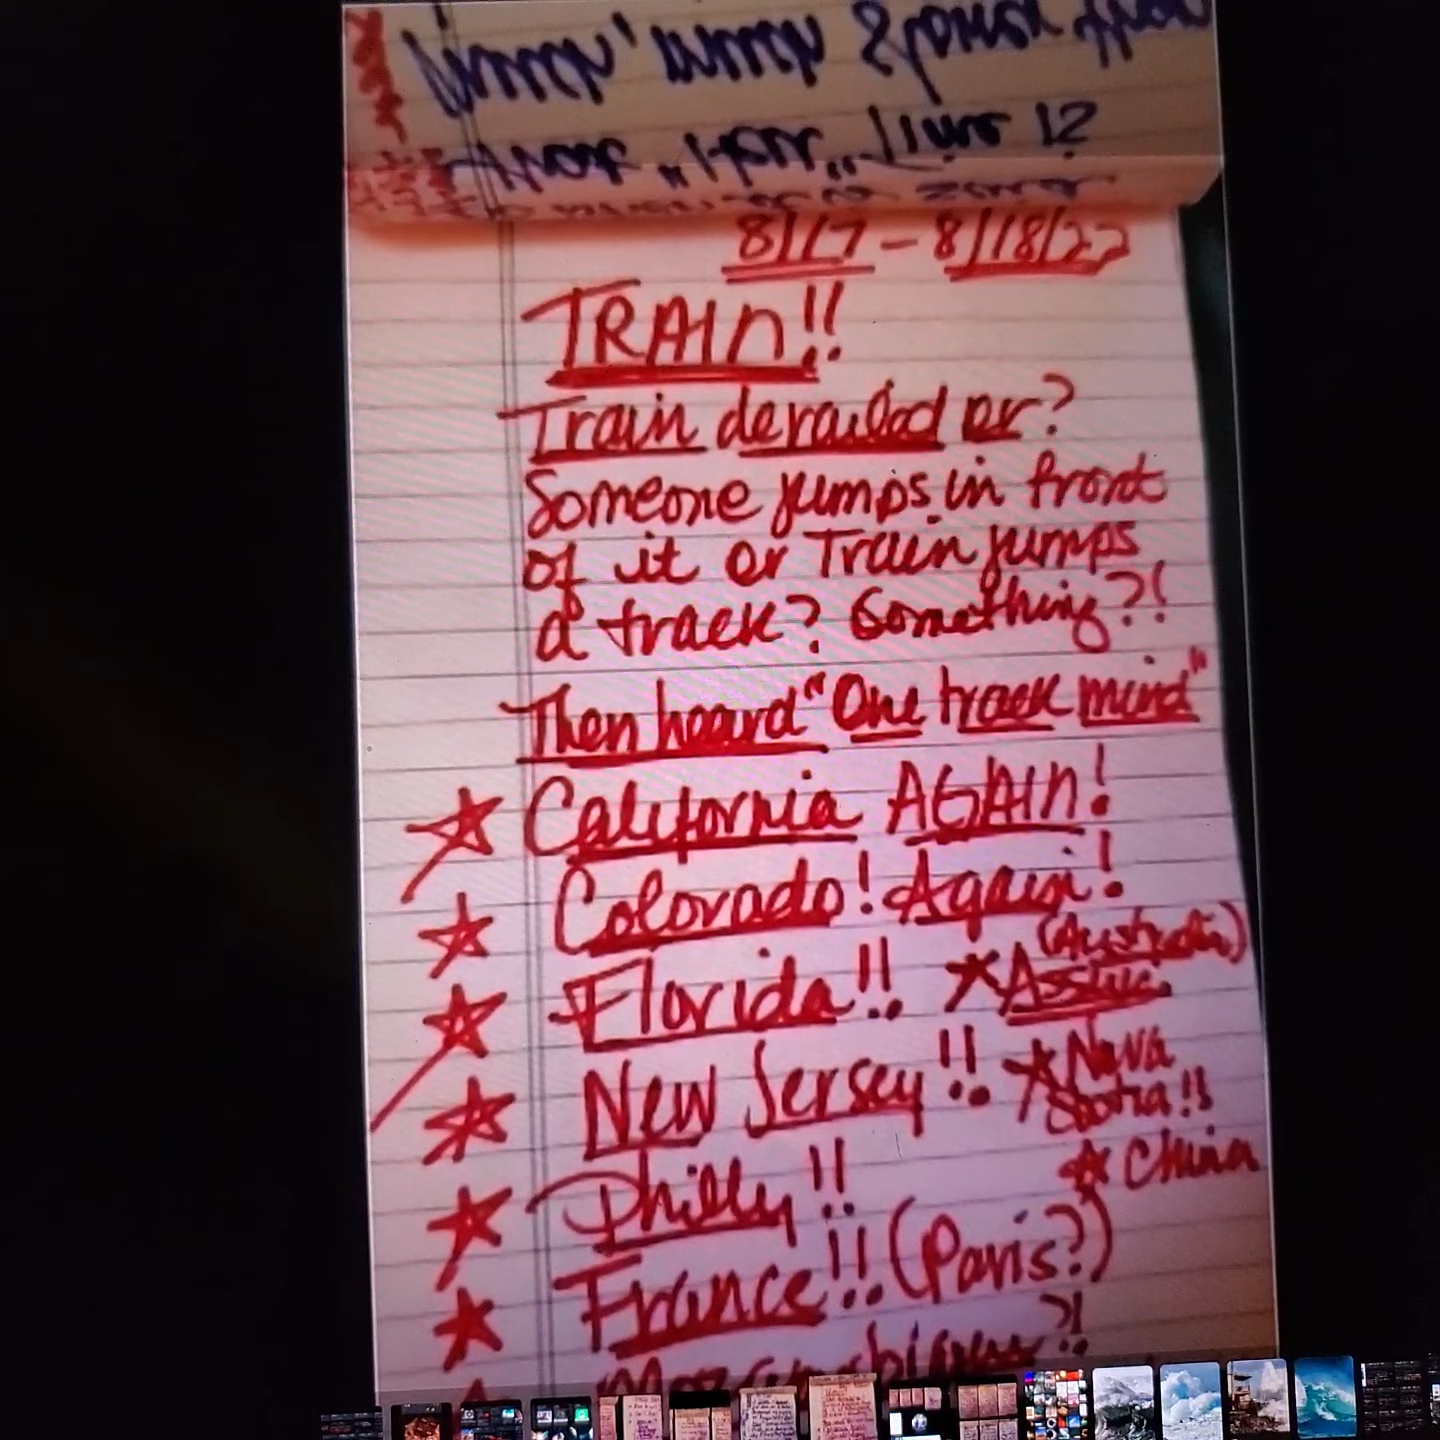 8/17 - 8/18/22
TRAIN!!
Train derailed or?
Someone jumps in front
of it or Train jumps
a track? Something?!
Then heard "One track mind"
California AGAIN!
Colorado! Again!
(Australia)
Florida!!
New Jersey!! Nova
Scotia!!
Philly!! China
France!! (Paris?)